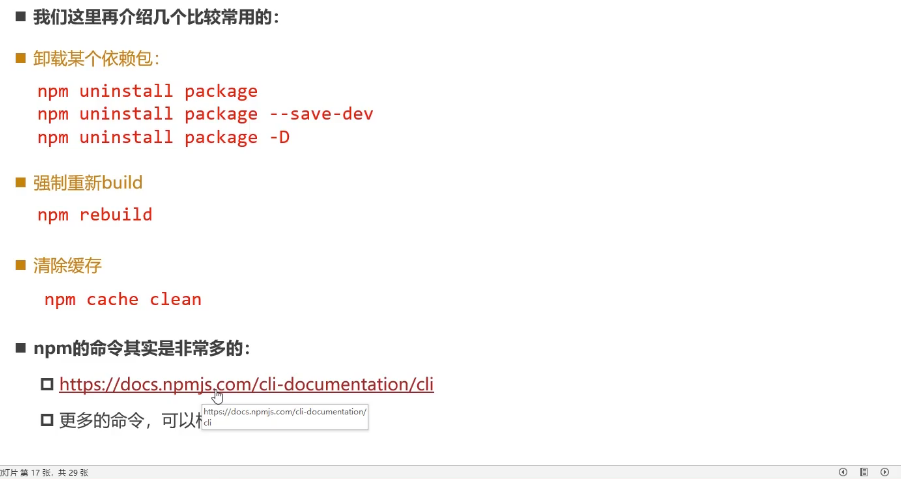 我们这里再介绍几个比较常用的：
卸载某个依赖包：
npm uninstall package
npm uninstall package --save-dev
npm uninstall package -D
强制重新build
npm rebuild
清除缓存
npm cache clean
npm的命令其实是非常多的：
https://docs.npmjs.com/cli-documentation/cli
https://docs.npmjs.com/cli-documentation/
cli
更多的命令，可以
灯片 第 17 张，共 29 张